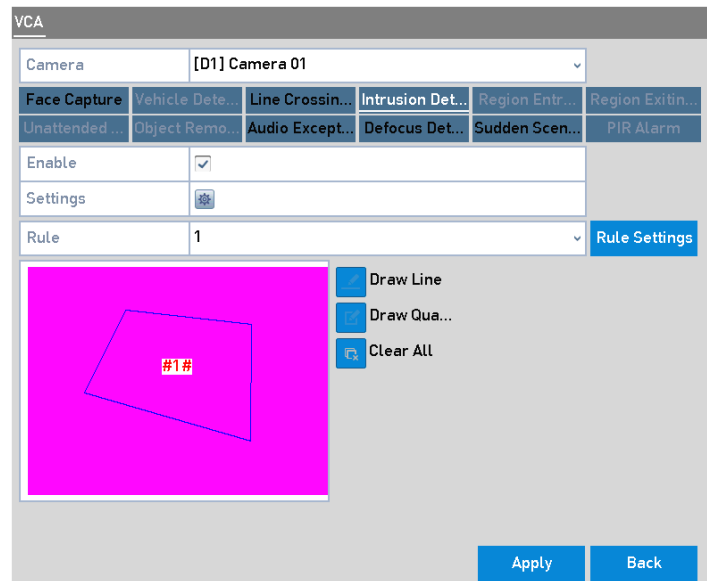 VCA
Camera [D1] Camera 01
Face Capture Vehicle Dete... Line Crossin... Intrusion Det... Region Entr... Region Exitin...
Unattended ... Object Remo... Audio Except... Defocus Det... Sudden Scen... PIR Alarm
Enable
Settings
Rule 1 Rule Settings
Draw Line
Draw Qua...
Clear All
#1#
Apply Back